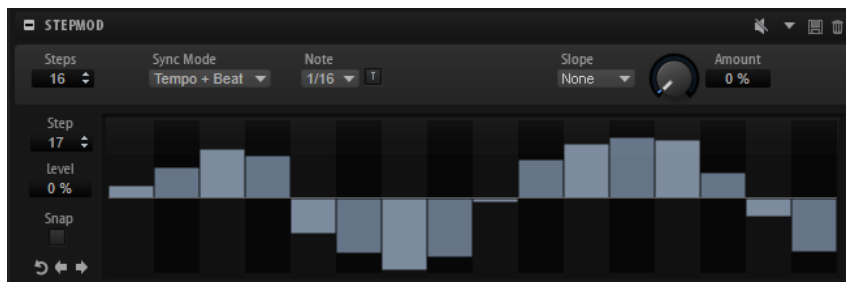 STEPMOD
Steps Sync Mode Note Slope Amount
16 Tempo + Beat 1/16 T None 0 %
Step
17
Level
0 %
Snap